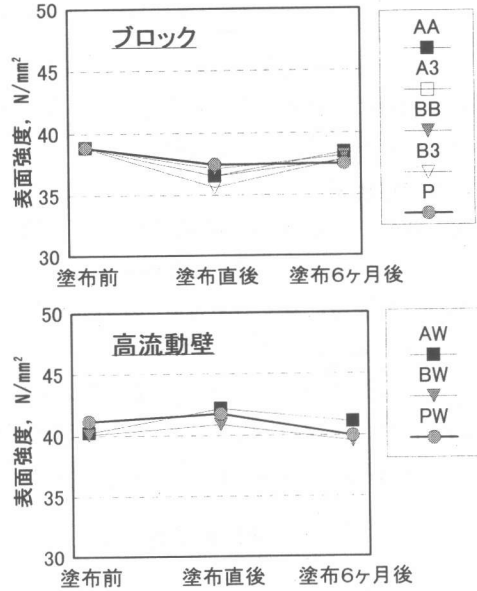 ブロック
表面強度, N/mm²
50
45
40
35
30
塗布前
塗布直後
塗布6ヶ月後
AA
A3
BB
B3
P
高流動壁
表面強度, N/mm²
50
45
40
35
30
塗布前
塗布直後
塗布6ヶ月後
AW
BW
PW